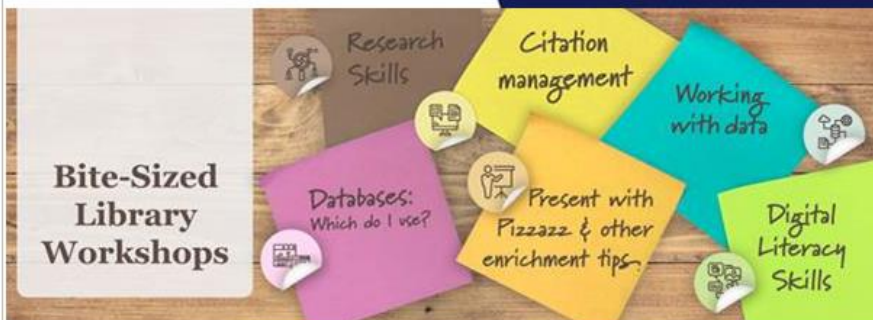 Bite-Sized
Library
Workshops
Research
Skills
Citation
management
Working
with data
Databases:
Which do I use?
Present with
Pizzazz & other
enrichment tips
Digital
Literacy
Skills